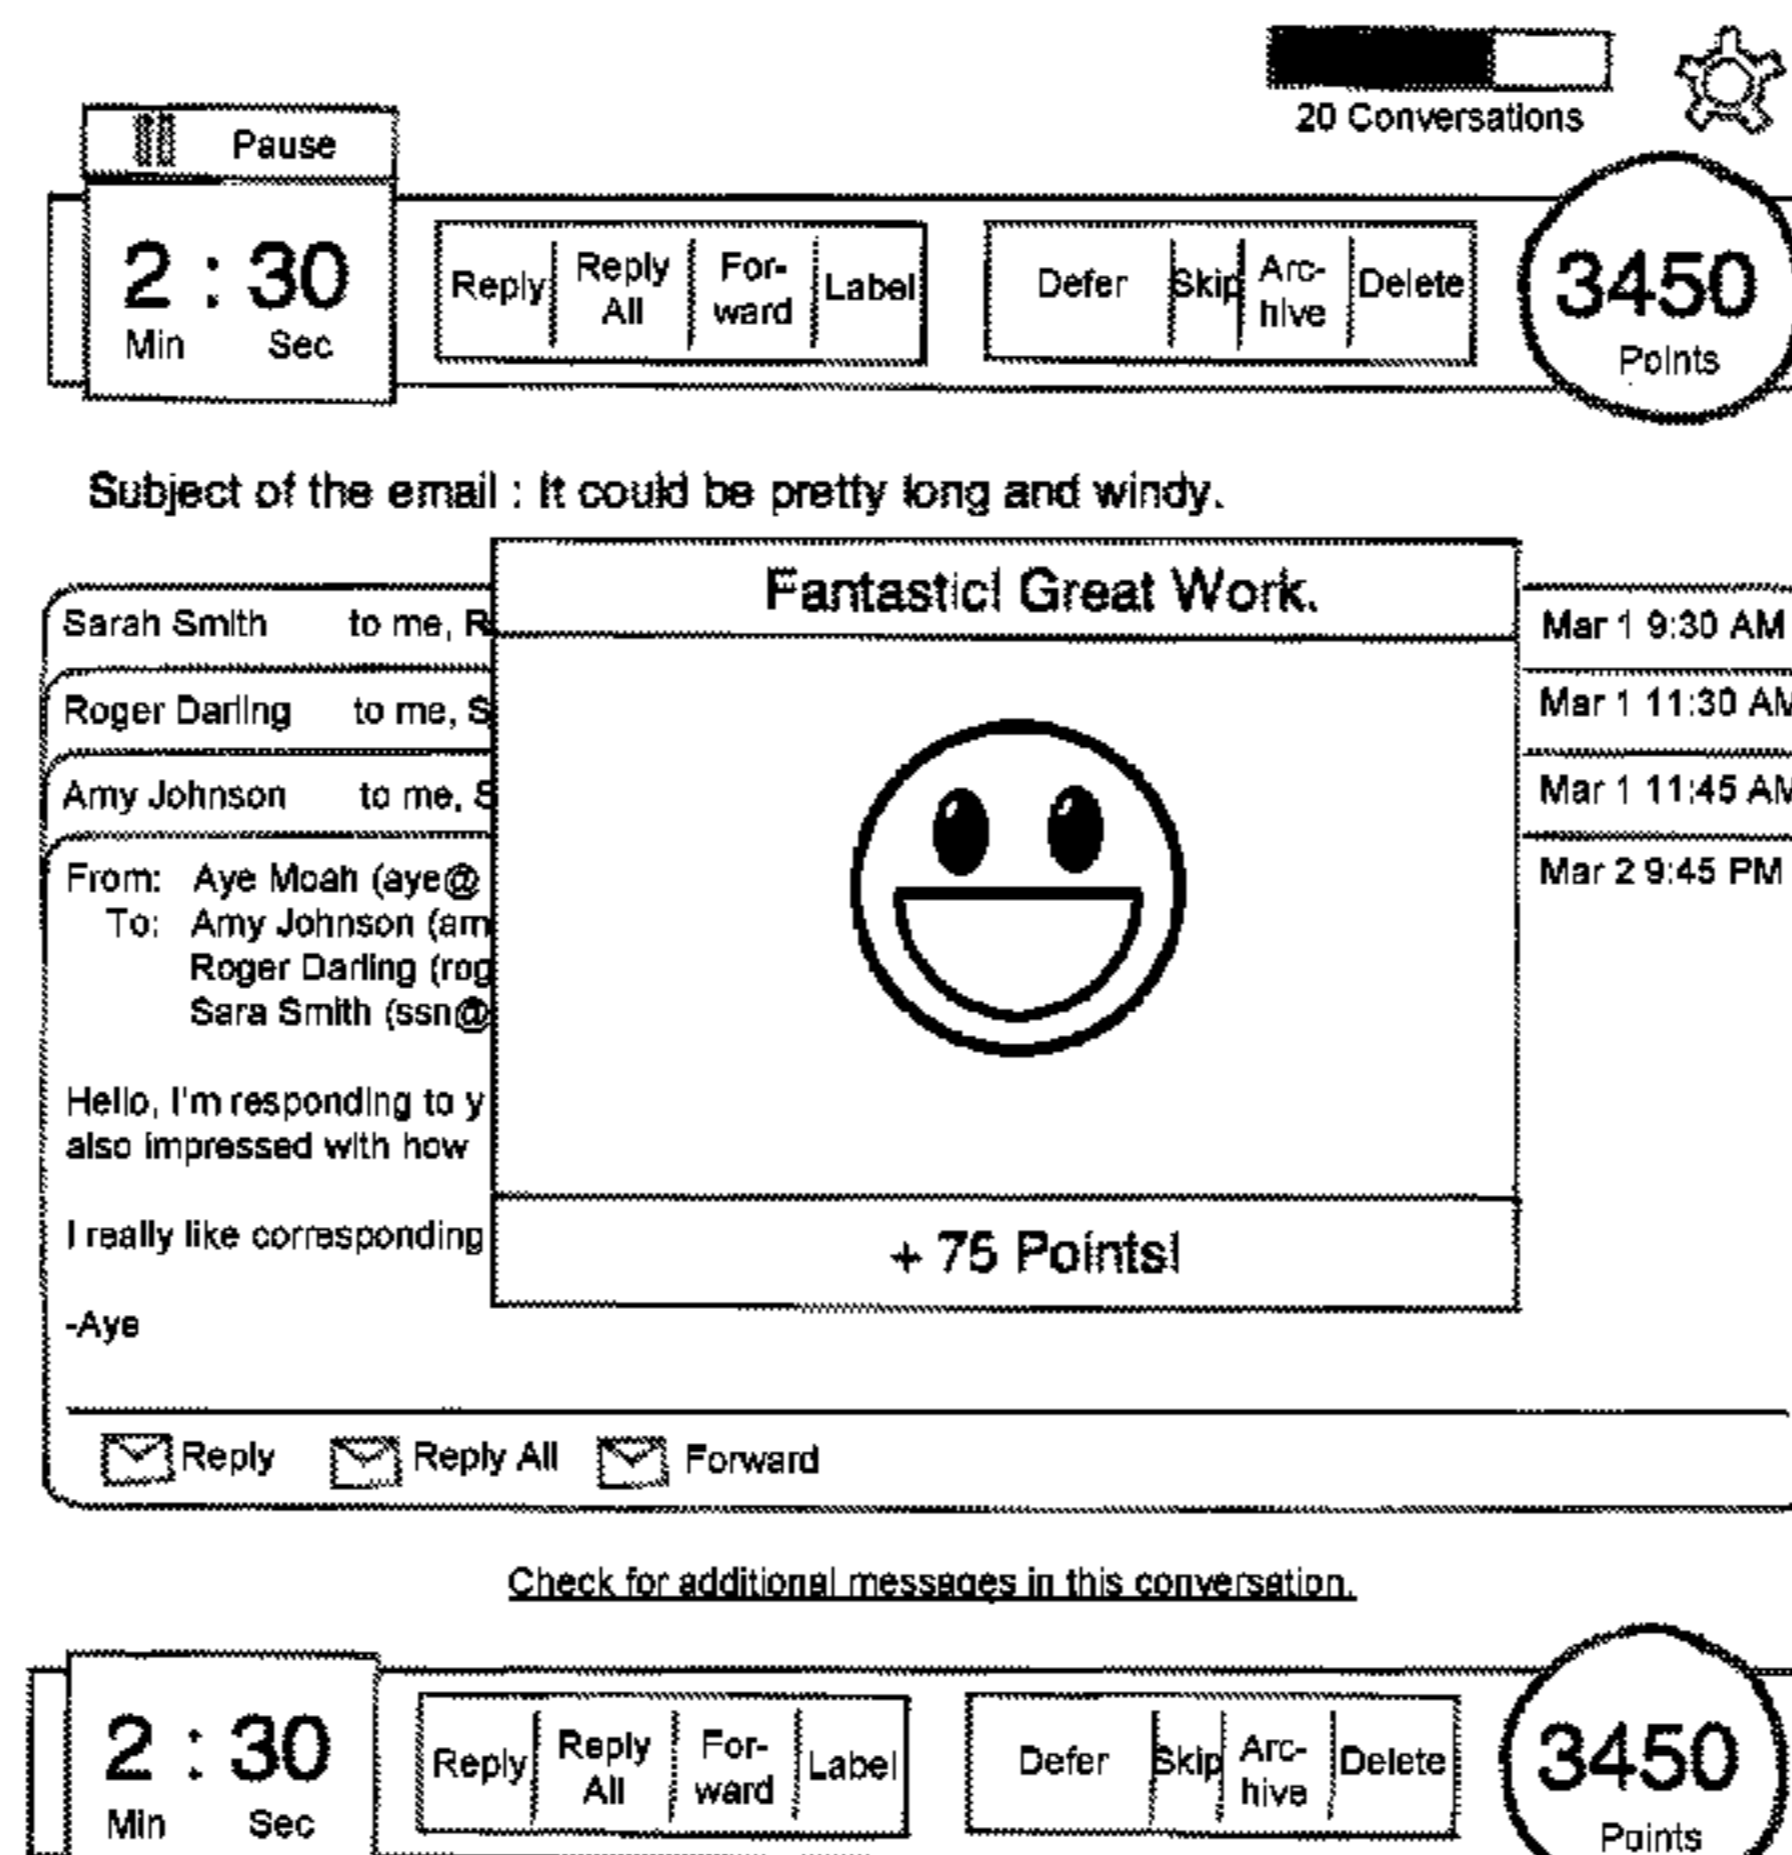 20 Conversations
Pause
2 : 30
Min Sec
Reply
Reply
All
For-
ward
Label
Defer
Skip
Arc-
hive
Delete
3450
Points
Subject of the email : It could be pretty long and windy.
Fantastic! Great Work.
Sarah Smith to me, R
Mar 1 9:30 AM
Roger Darling to me, S
Mar 1 11:30 AM
Amy Johnson to me, S
Mar 1 11:45 AM
From: Aye Moah (aye@
Mar 2 9:45 PM
To: Amy Johnson (am
Roger Darling (rog
Sara Smith (ssn@
Hello, I'm responding to y
also impressed with how
I really like corresponding
+ 75 Points!
-Aye
Reply Reply All Forward
Check for additional messages in this conversation.
2 : 30
Min Sec
Reply
Reply
All
For-
ward
Label
Defer
Skip
Arc-
hive
Delete
3450
Points